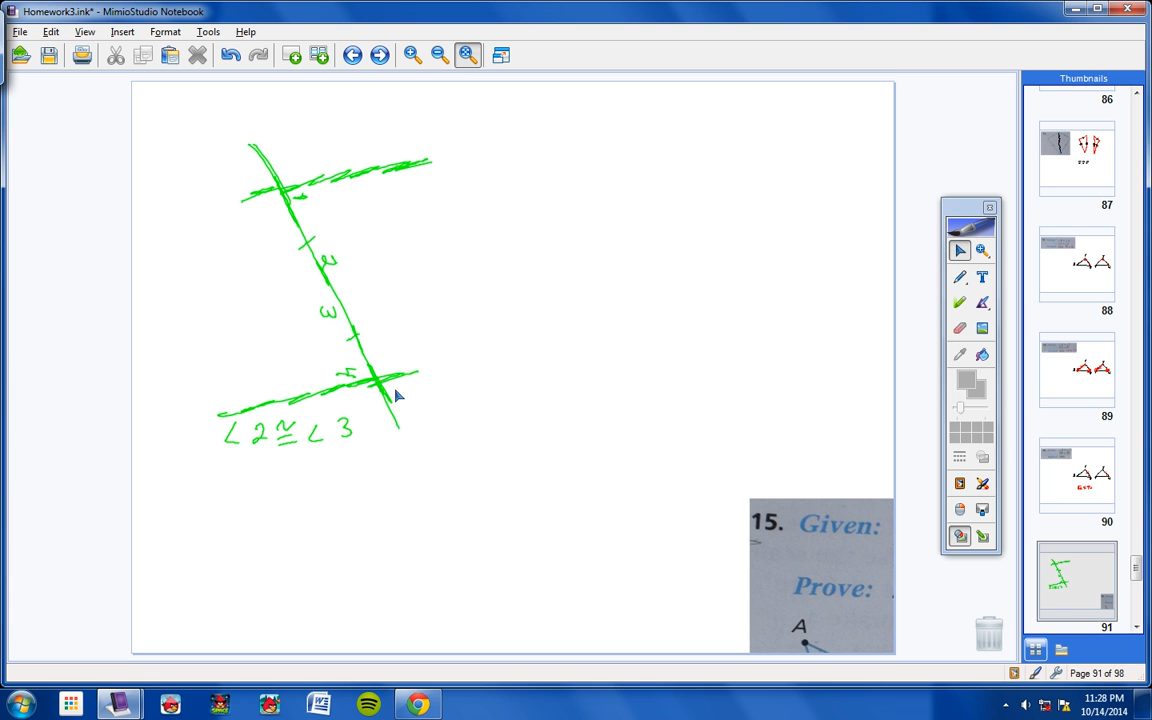 Homework3.ink* - MimioStudio Notebook
File Edit View Insert Format Tools Help
Thumbnails
86
87
88
89
90
91
2
3
∠ 2 ≅ ∠ 3
15. Given:
Prove:
A
Page 91 of 98
11:28 PM
10/14/2014